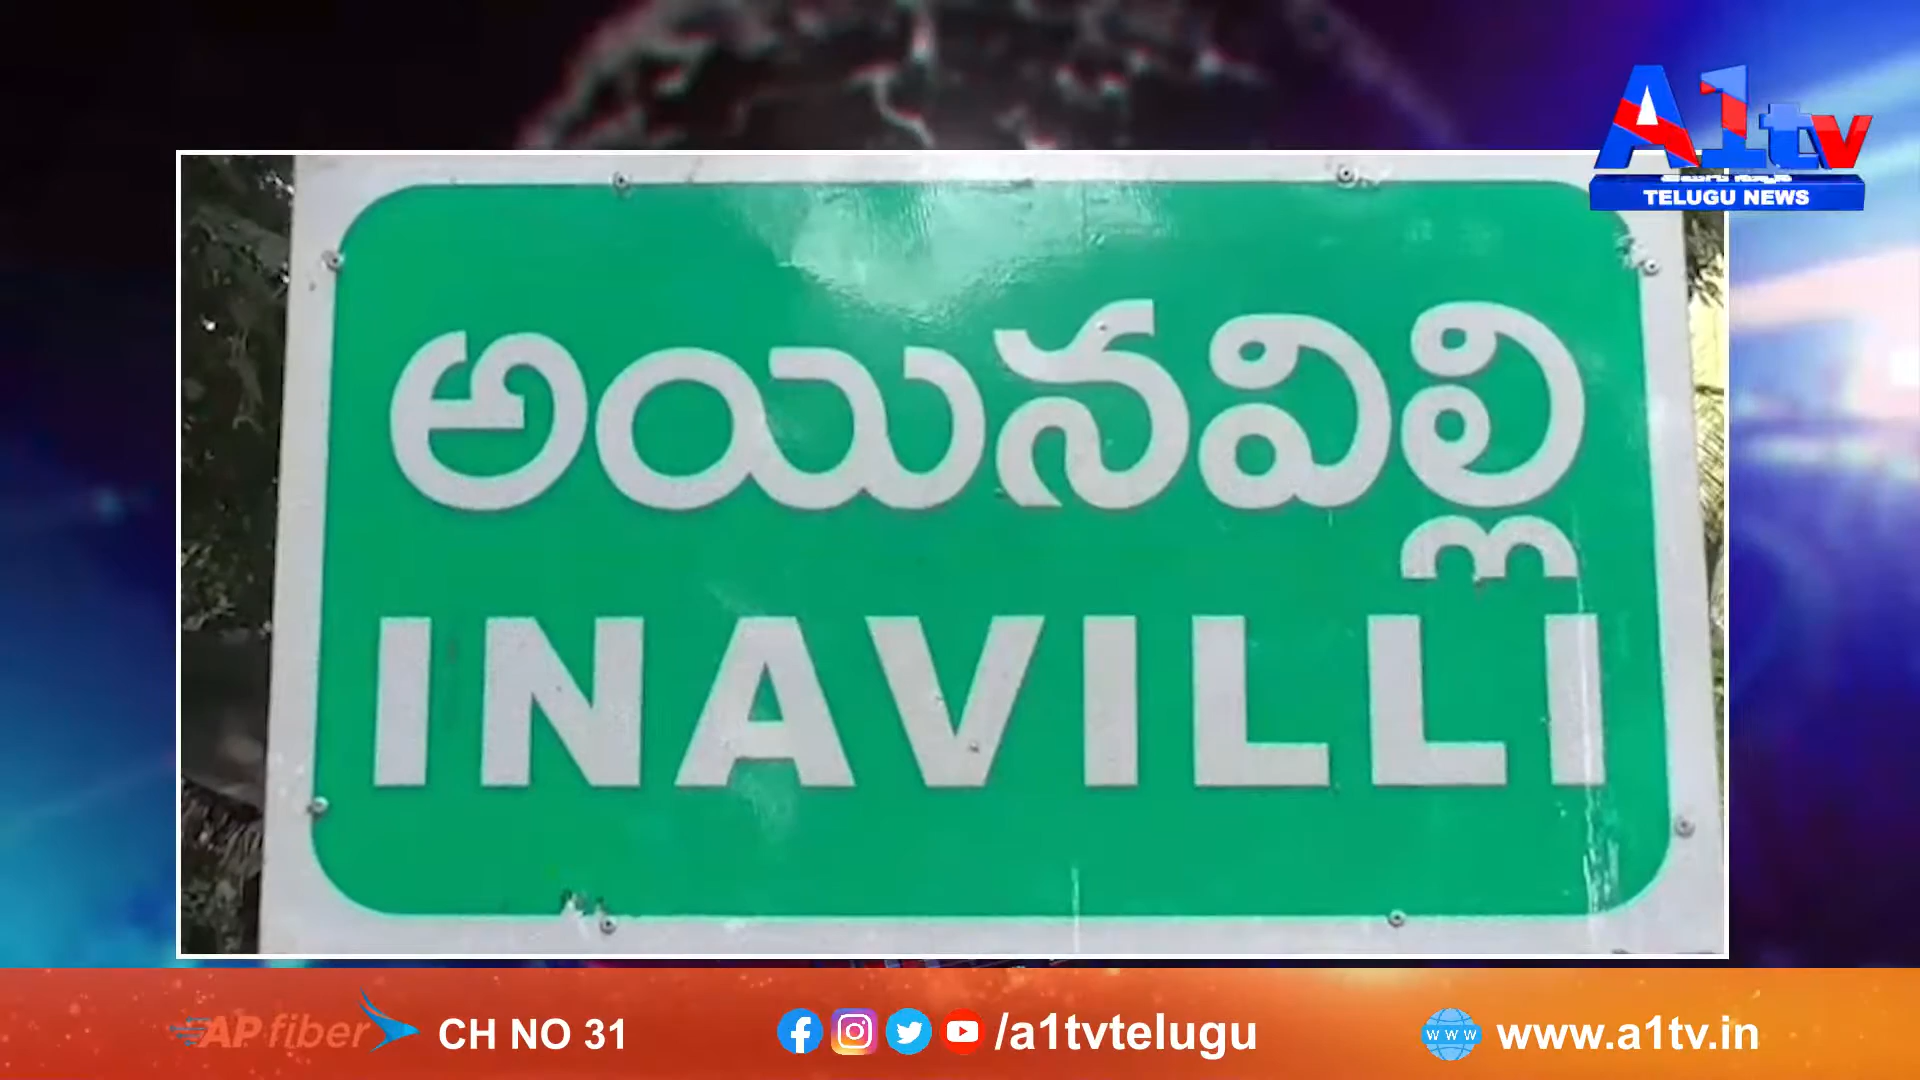 A1tv
TELUGU NEWS
అయినవిల్లి
INAVILLI
AP fiber CH NO 31
/a1tvtelugu
www.a1tv.in